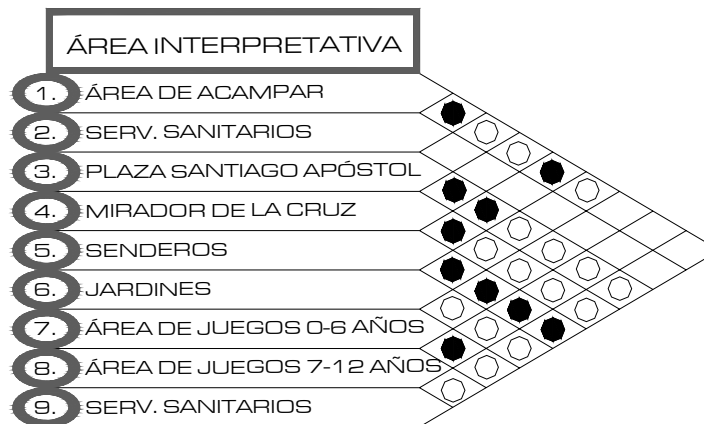 ÁREA INTERPRETATIVA
1. ÁREA DE ACAMPAR
2. SERV. SANITARIOS
3. PLAZA SANTIAGO APÓSTOL
4. MIRADOR DE LA CRUZ
5. SENDEROS
6. JARDINES
7. ÁREA DE JUEGOS 0-6 AÑOS
8. ÁREA DE JUEGOS 7-12 AÑOS
9. SERV. SANITARIOS